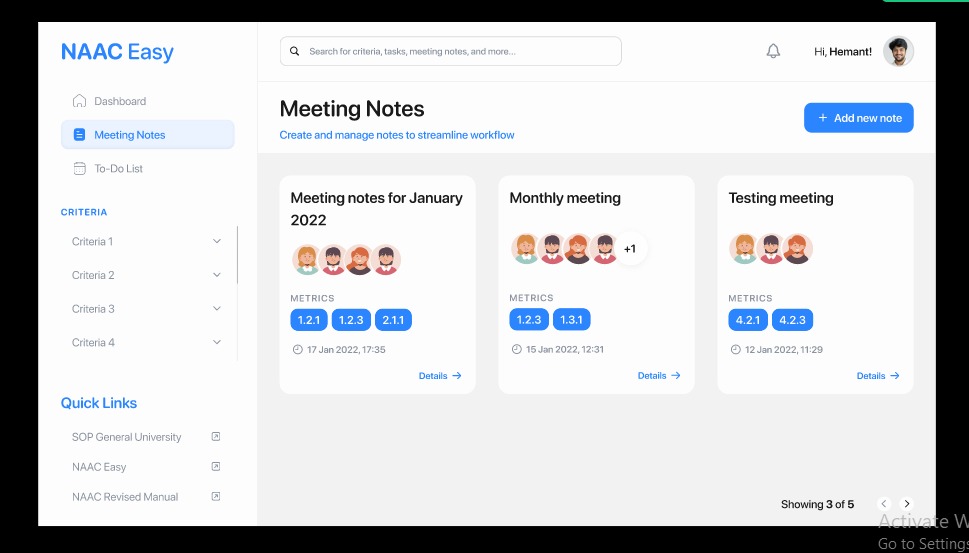 NAAC Easy
Search for criteria, tasks, meeting notes, and more...
Hi, Hemant!
Dashboard
Meeting Notes
To-Do List
CRITERIA
Criteria 1
Criteria 2
Criteria 3
Criteria 4
Quick Links
SOP General University
NAAC Easy
NAAC Revised Manual
Meeting Notes
Create and manage notes to streamline workflow
+ Add new note
Meeting notes for January
2022
METRICS
1.2.1 1.2.3 2.1.1
17 Jan 2022, 17:35
Details →
Monthly meeting
+1
METRICS
1.2.3 1.3.1
15 Jan 2022, 12:31
Details →
Testing meeting
METRICS
4.2.1 4.2.3
12 Jan 2022, 11:29
Details →
Showing 3 of 5
Activate W
Go to Settings